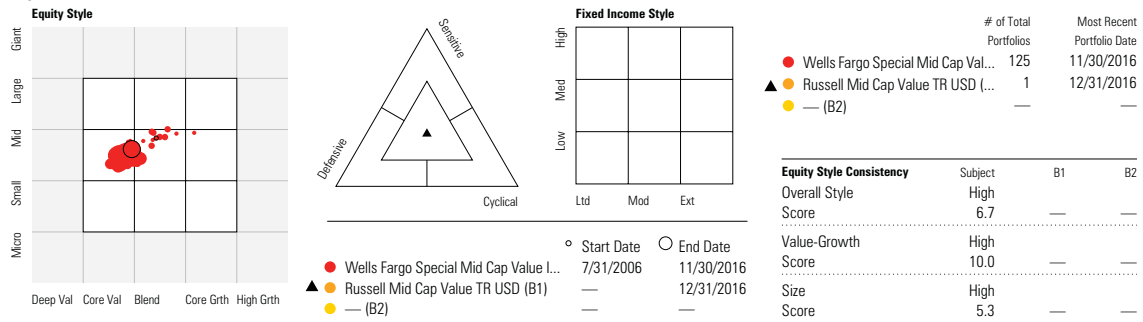 Equity Style
Giant
Large
Mid
Small
Micro
Deep Val Core Val Blend Core Grth High Grth
Sensitive
Defensive
Cyclical
Fixed Income Style
High
Med
Low
Ltd Mod Ext
Start Date End Date
Wells Fargo Special Mid Cap Value I... 7/31/2006 11/30/2016
Russell Mid Cap Value TR USD (B1) — 12/31/2016
— (B2) — —
# of Total Most Recent
Portfolios Portfolio Date
Wells Fargo Special Mid Cap Val... 125 11/30/2016
Russell Mid Cap Value TR USD (... 1 12/31/2016
— (B2) — —
Equity Style Consistency Subject B1 B2
Overall Style High
Score 6.7 — —
Value-Growth High
Score 10.0 — —
Size High
Score 5.3 — —